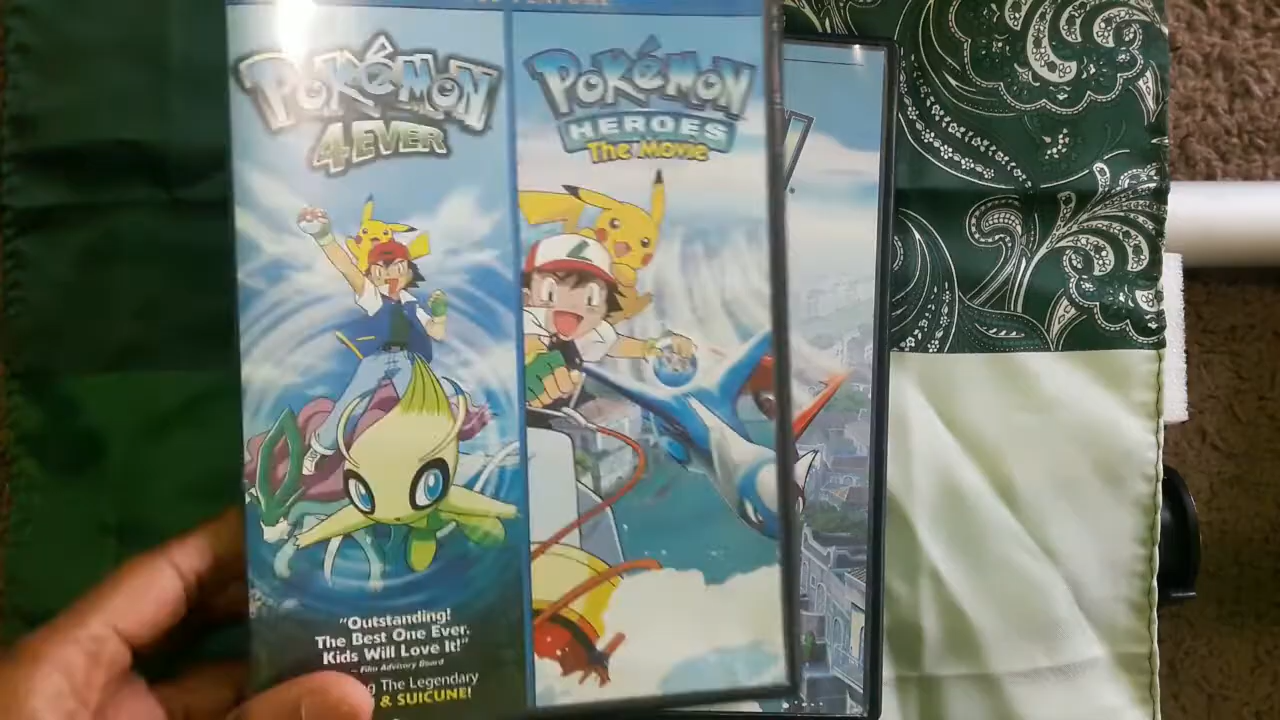 POKéMON
4EVER
POKéMON
HEROES
The Movie
"Outstanding!
The Best One Ever.
Kids Will Love It!"
– Film Advisory Board
The Legendary
& SUICUNE!